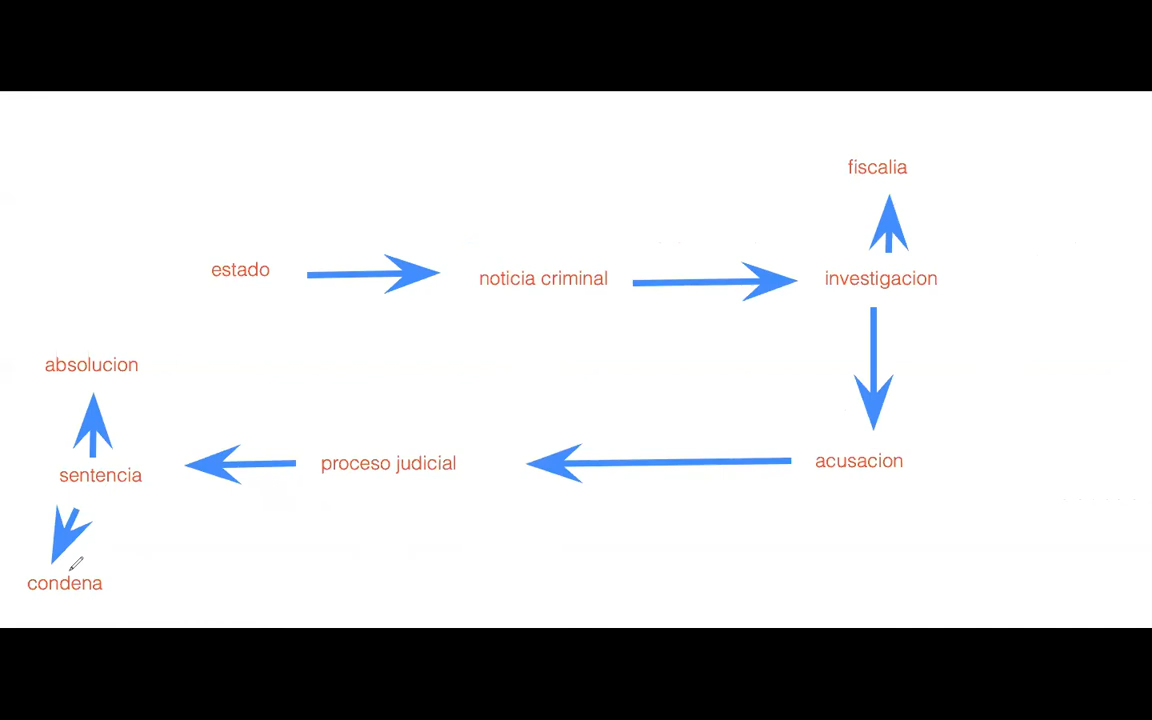 fiscalia
estado
noticia criminal
investigacion
absolucion
acusacion
proceso judicial
sentencia
condena